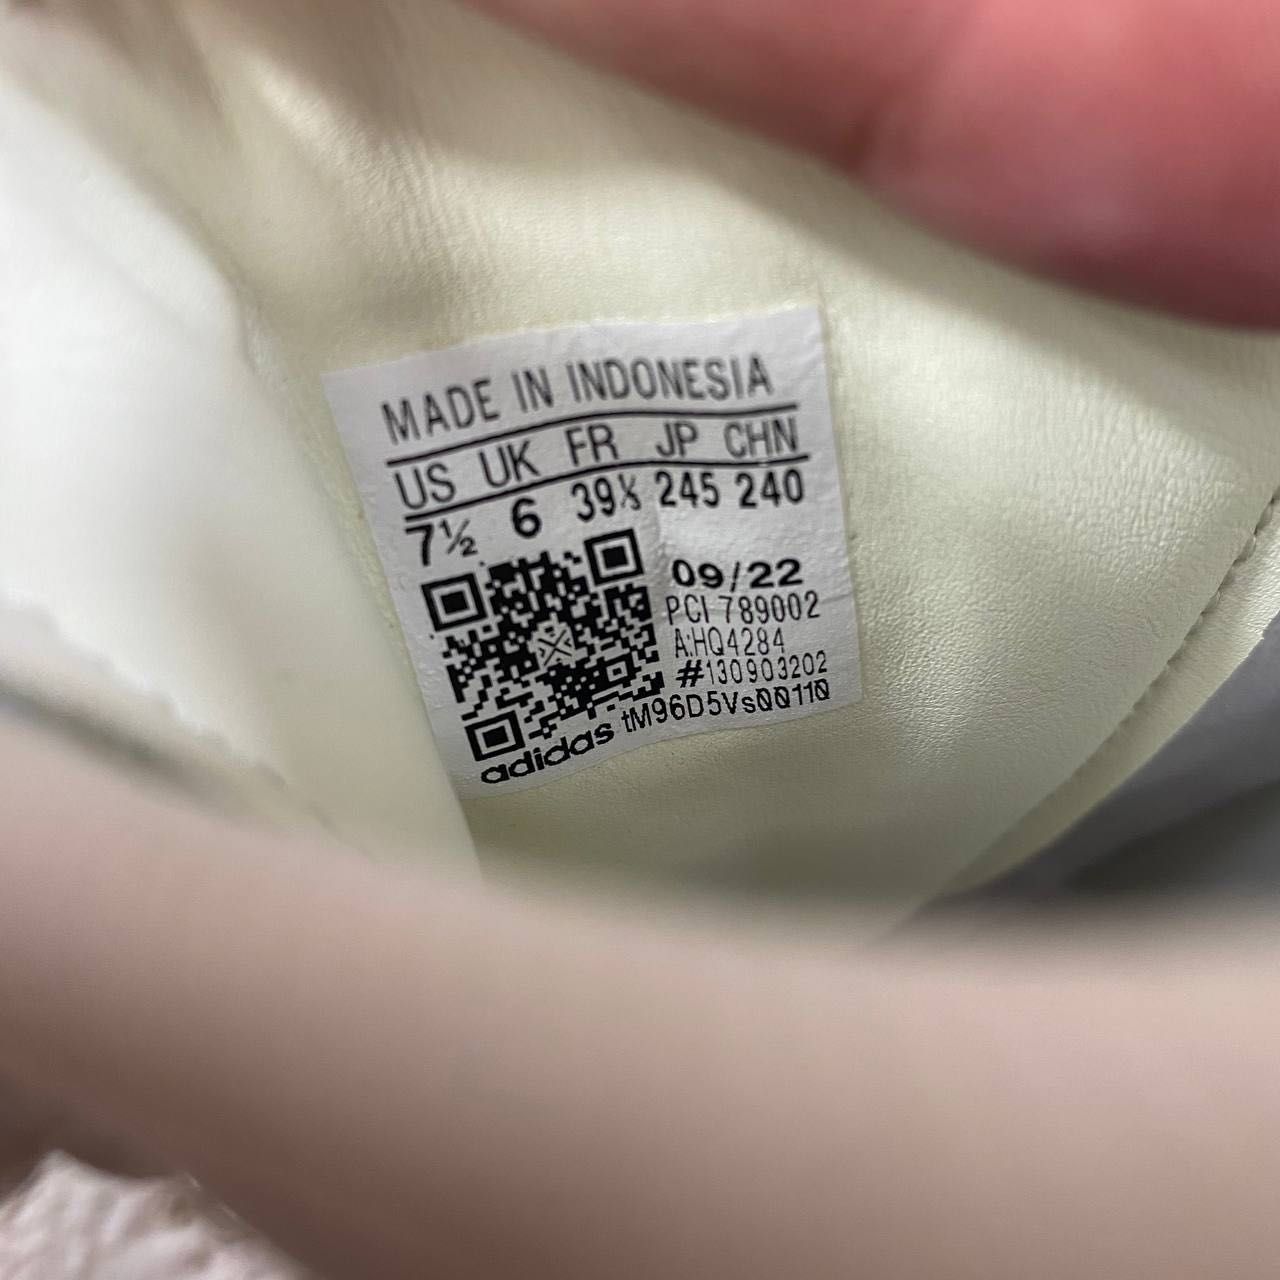 MADE IN INDONESIA
US UK FR JP CHN
7½ 6 39⅓ 245 240
09/22
PCI 789002
A:HQ4284
#130903202
adidas tM96D5Vs00110